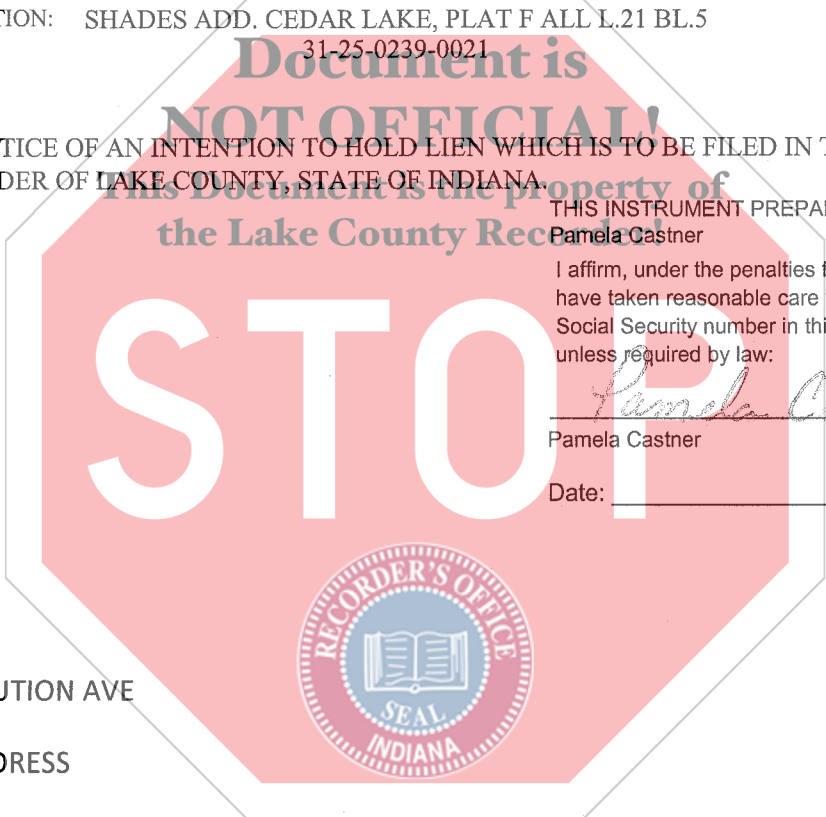 TION: SHADES ADD. CEDAR LAKE, PLAT F ALL L.21 BL.5
31-25-0239-0021
Document is
NOT OFFICIAL!
TICE OF AN INTENTION TO HOLD LIEN WHICH IS TO BE FILED IN T
DER OF LAKE COUNTY, STATE OF INDIANA.
This Document is the property of
the Lake County Recorder!
THIS INSTRUMENT PREPA
Pamela Castner
I affirm, under the penalties f
have taken reasonable care
Social Security number in thi
unless required by law:
Pamela C
Pamela Castner
Date:
STOP
RECORDER'S OFFICE
SEAL
INDIANA
UTION AVE
DRESS